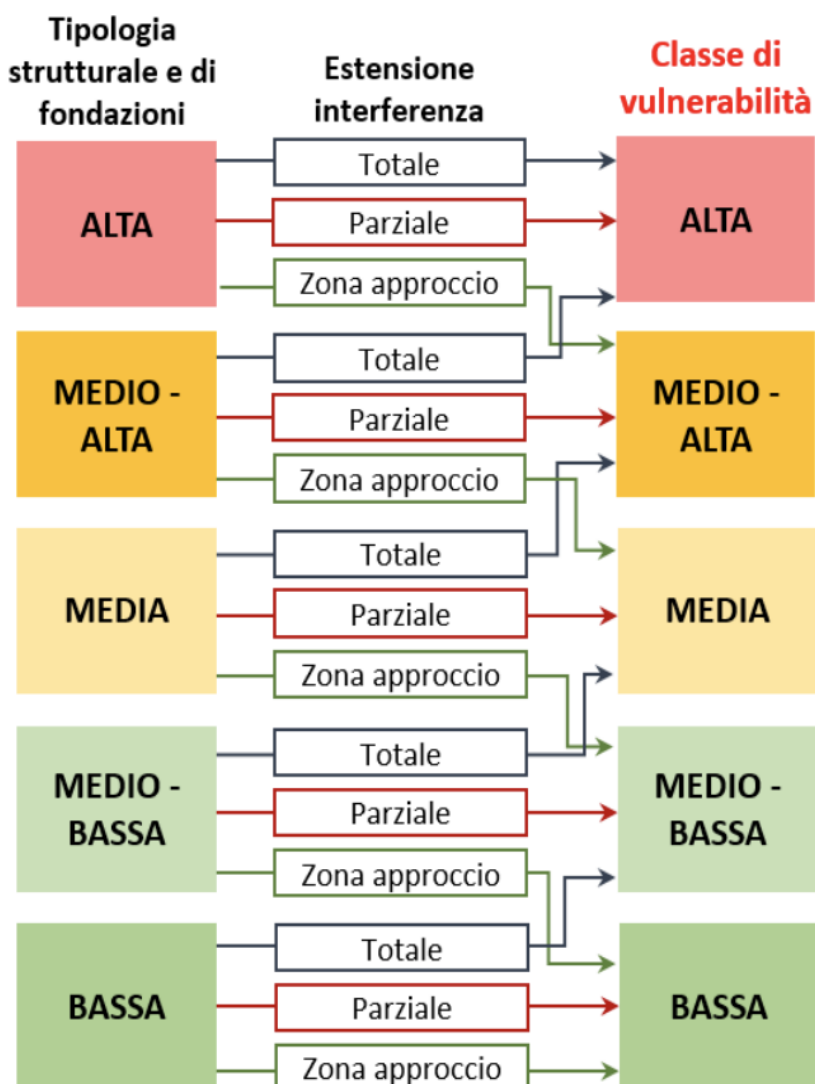 Tipologia
strutturale e di
fondazioni
Estensione
interferenza
Classe di
vulnerabilità
ALTA
Totale
Parziale
Zona approccio
ALTA
MEDIO -
ALTA
Totale
Parziale
Zona approccio
MEDIO -
ALTA
MEDIA
Totale
Parziale
Zona approccio
MEDIA
MEDIO -
BASSA
Totale
Parziale
Zona approccio
MEDIO -
BASSA
BASSA
Totale
Parziale
Zona approccio
BASSA